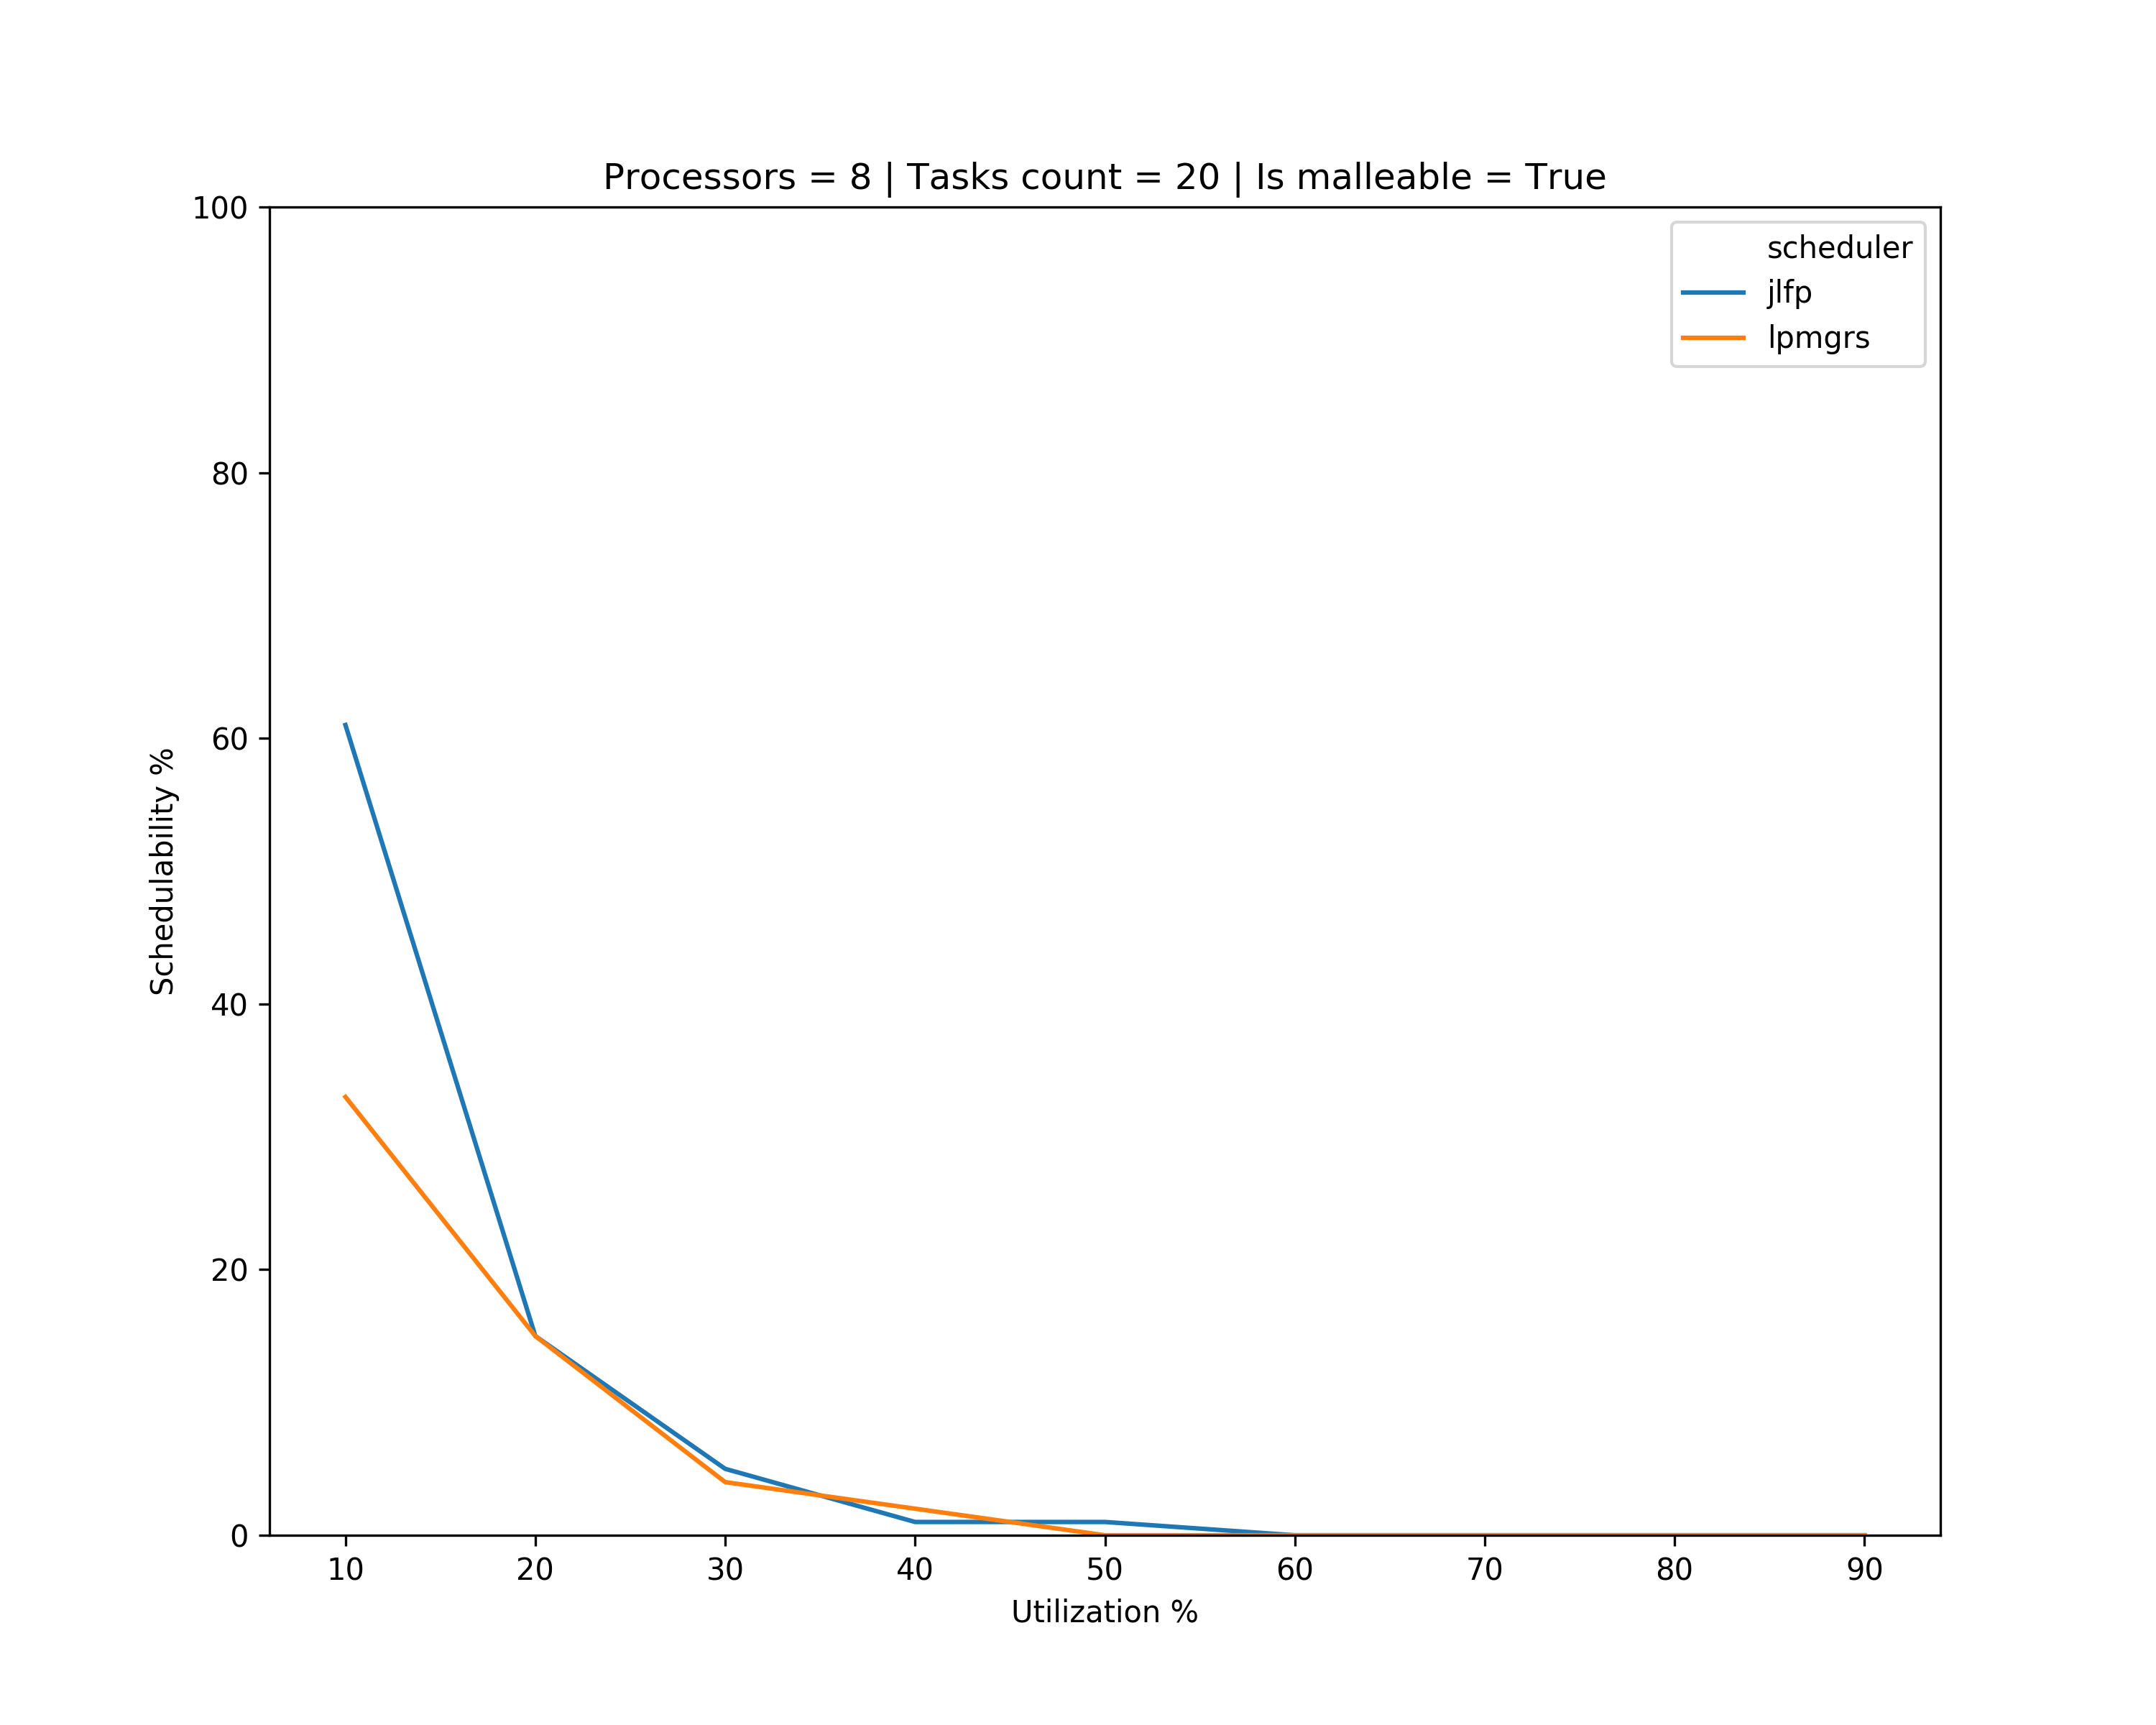 Processors = 8 | Tasks count = 20 | Is malleable = True
100
80
60
40
20
0
Schedulability %
scheduler
jlfp
lpmgrs
10 20 30 40 50 60 70 80 90
Utilization %